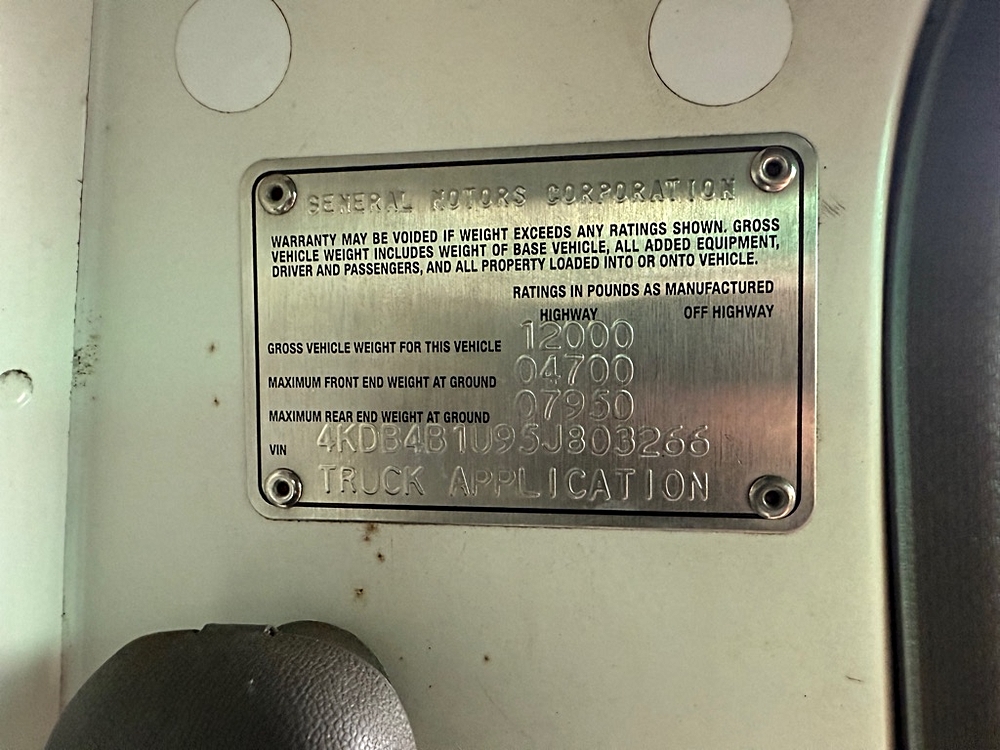 GENERAL MOTORS CORPORATION
WARRANTY MAY BE VOIDED IF WEIGHT EXCEEDS ANY RATINGS SHOWN. GROSS
VEHICLE WEIGHT INCLUDES WEIGHT OF BASE VEHICLE, ALL ADDED EQUIPMENT,
DRIVER AND PASSENGERS, AND ALL PROPERTY LOADED INTO OR ONTO VEHICLE.
RATINGS IN POUNDS AS MANUFACTURED
HIGHWAY OFF HIGHWAY
GROSS VEHICLE WEIGHT FOR THIS VEHICLE 12000
MAXIMUM FRONT END WEIGHT AT GROUND 04700
MAXIMUM REAR END WEIGHT AT GROUND 07950
VIN 4KDB4B1U95J803266
TRUCK APPLICATION